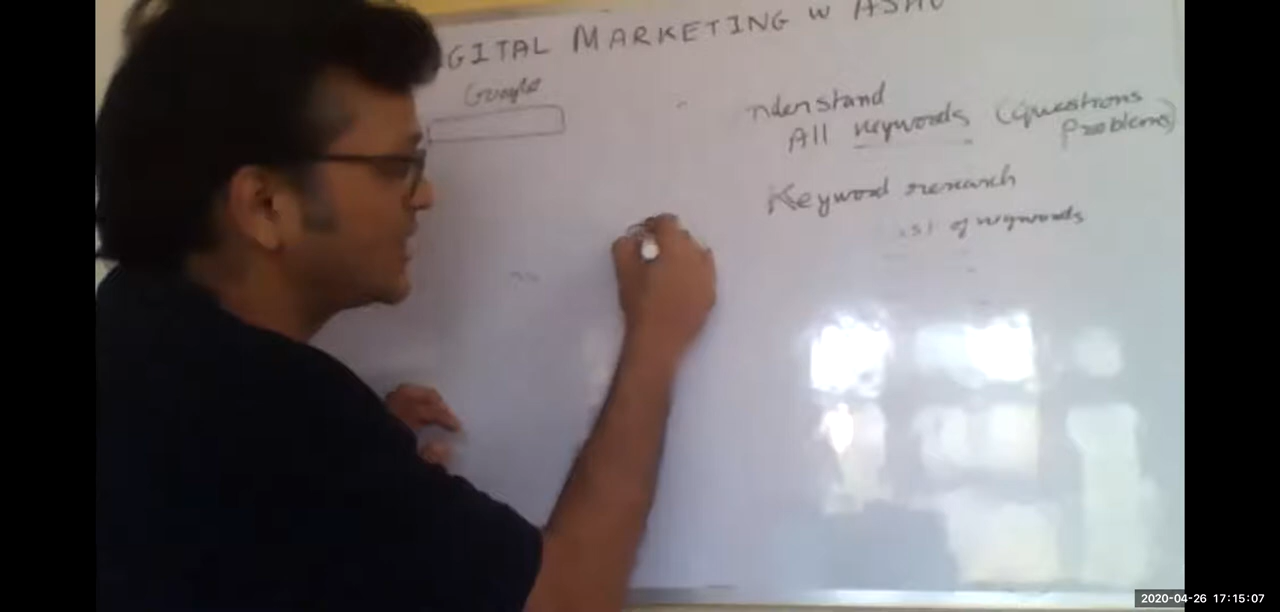 GITAL MARKETING W ASHU
Google
nderstand
All keywords (Questions
Problems)
Keyword research
of keywords
2020-04-26 17:15:07